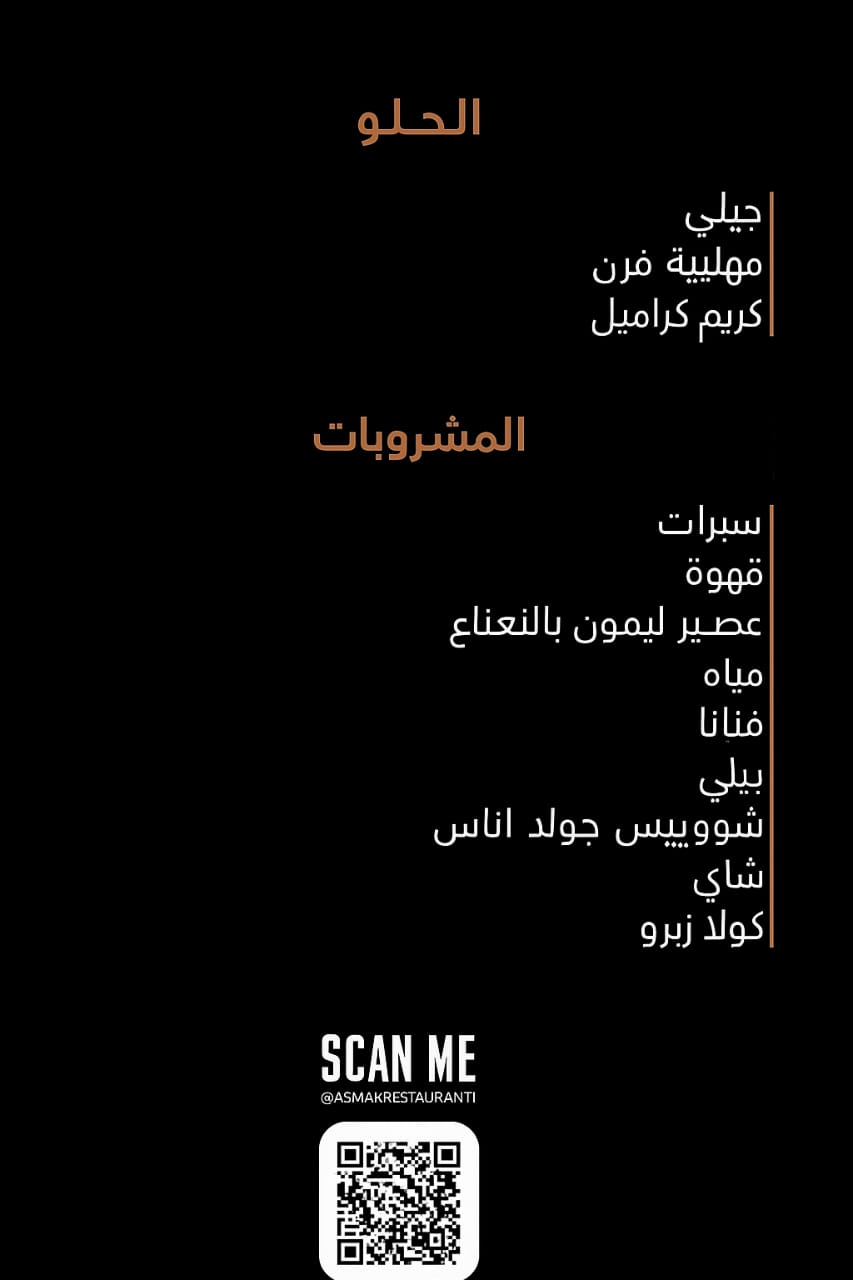 الحلو
جيلي
مهلبية فرن
كريم كراميل
المشروبات
سبرات
قهوة
عصير ليمون بالنعناع
مياه
فنانا
بيلي
شوويبس جولد اناس
شاي
كولا زبرو
SCAN ME
@ASMAKRESTAURANTI